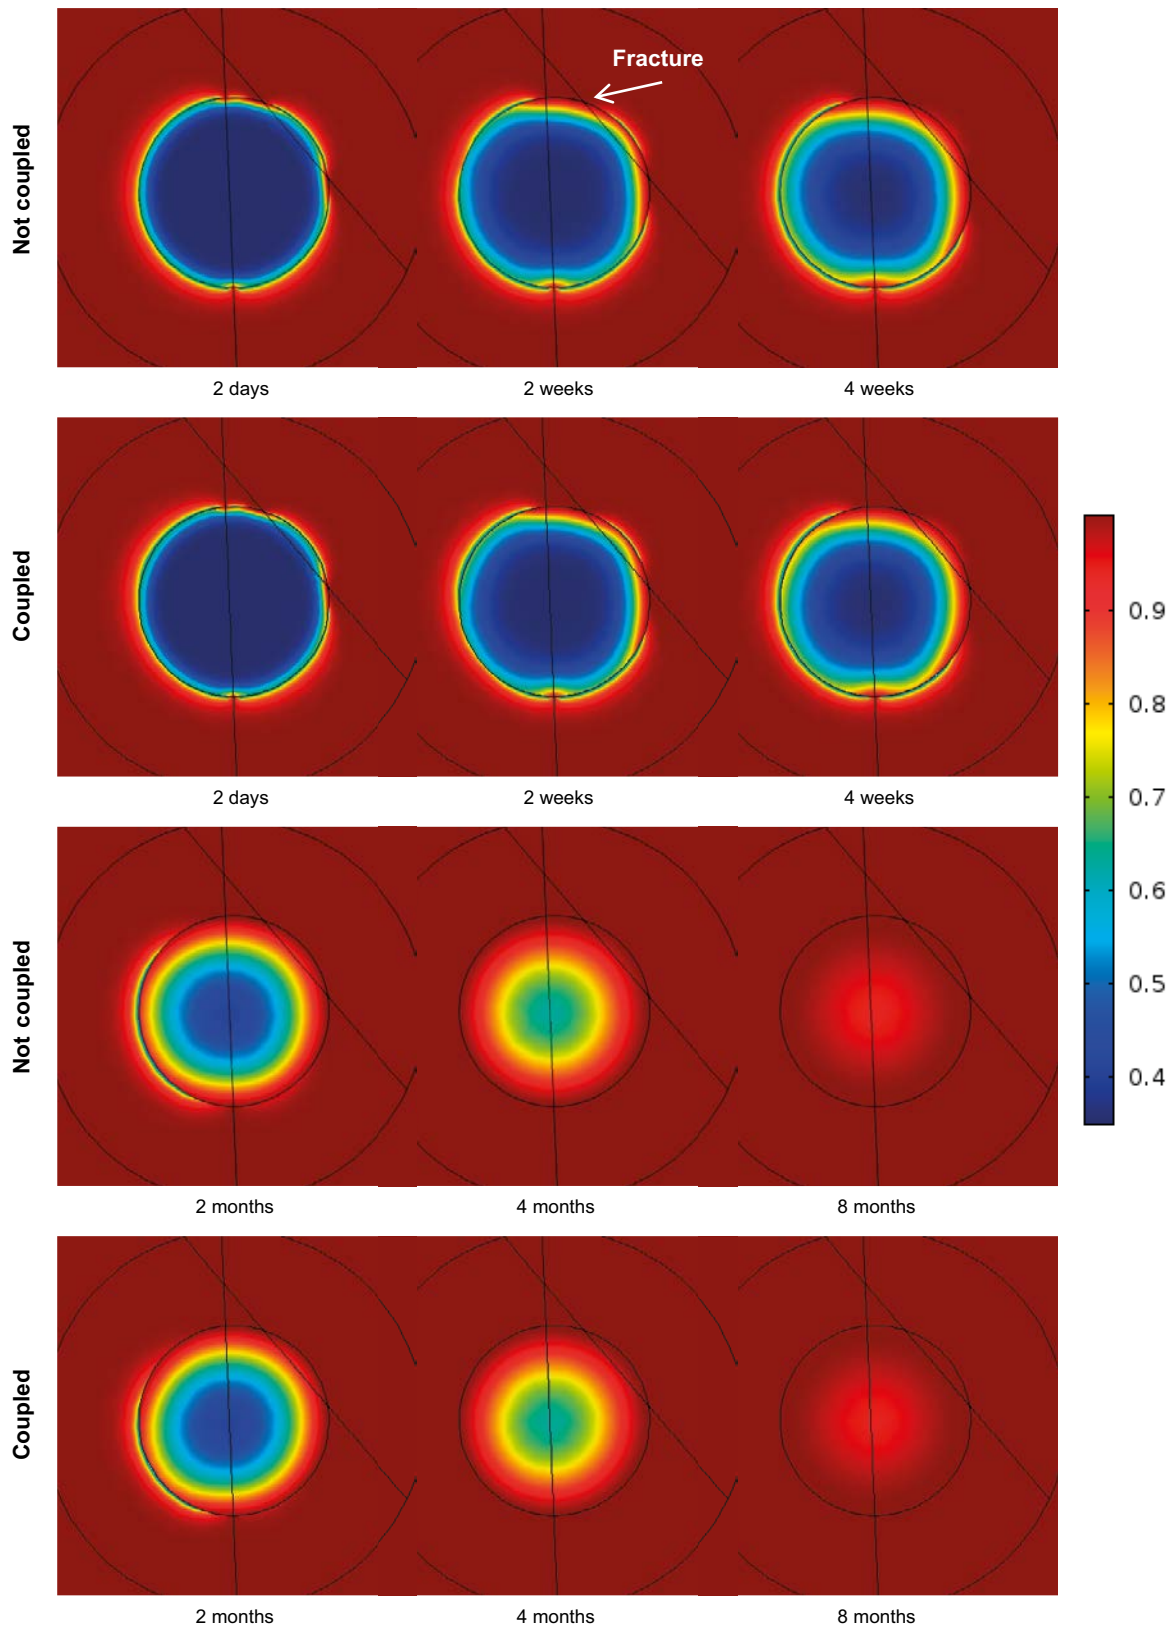 Fracture
Not coupled
2 days
2 weeks
4 weeks
Coupled
2 days
2 weeks
4 weeks
0.9
0.8
0.7
0.6
0.5
0.4
Not coupled
2 months
4 months
8 months
Coupled
2 months
4 months
8 months